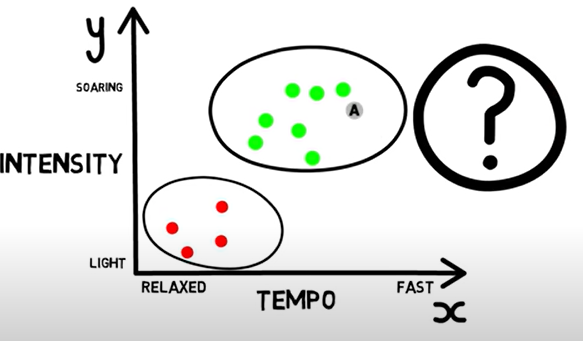 y
SOARING
A
?
INTENSITY
LIGHT
RELAXED
TEMPO
FAST
x